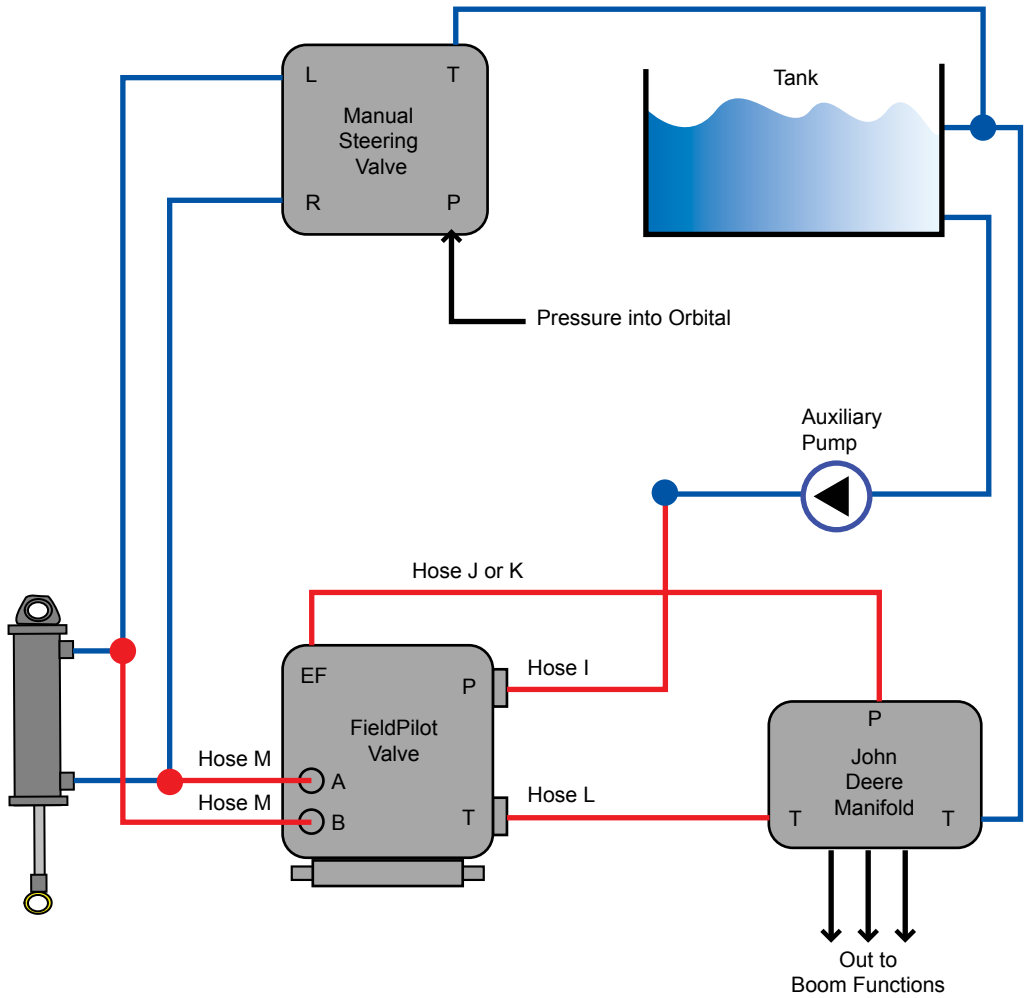 L
T
Manual
Steering
Valve
R
P
Tank
Pressure into Orbital
Auxiliary
Pump
Hose J or K
EF
P
Hose I
FieldPilot
Valve
Hose M
A
Hose M
B
T
Hose L
P
John
Deere
Manifold
T
T
Out to
Boom Functions